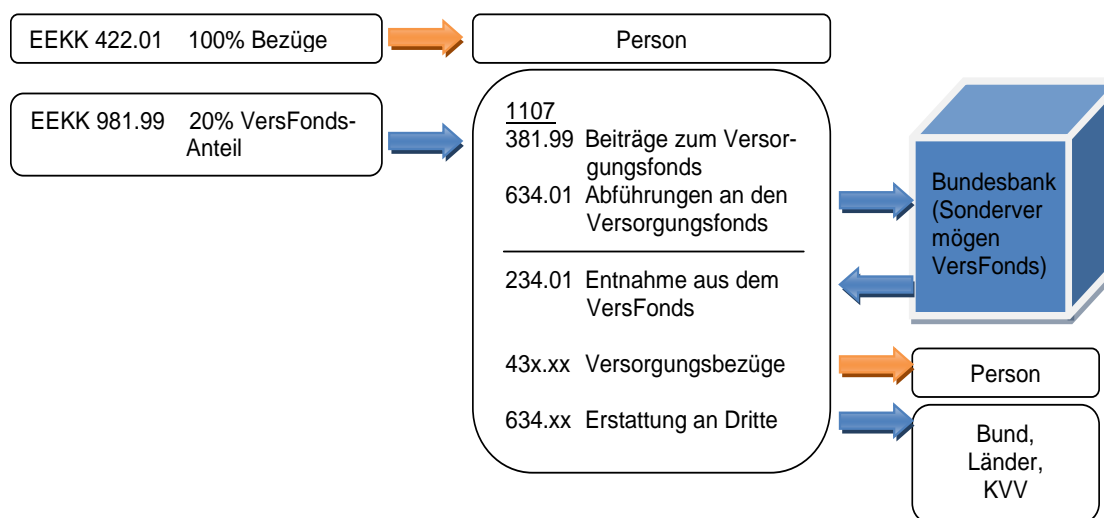 EEKK 422.01 100% Bezüge
Person
EEKK 981.99 20% VersFonds-
Anteil
1107
381.99 Beiträge zum Versor-
gungsfonds
634.01 Abführungen an den
Versorgungsfonds
234.01 Entnahme aus dem
VersFonds
43x.xx Versorgungsbezüge
634.xx Erstattung an Dritte
Bundesbank
(Sonderver
mögen
VersFonds)
Person
Bund,
Länder,
KVV